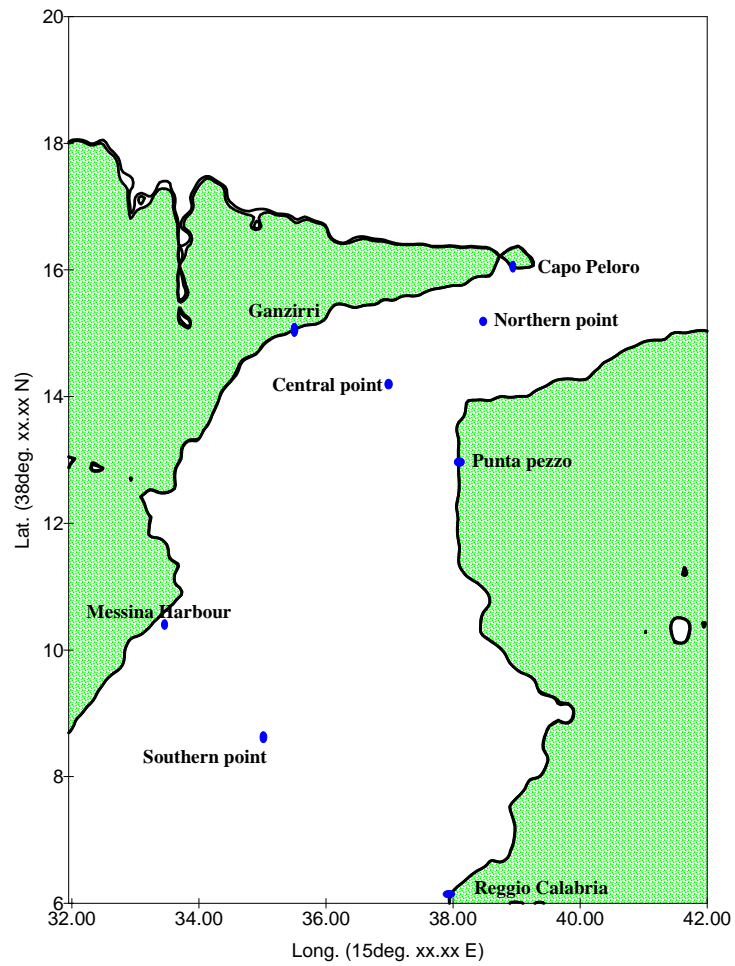 20
18
16
14
12
10
8
6
Lat. (38deg. xx.xx N)
Capo Peloro
Ganzirri
Northern point
Central point
Punta pezzo
Messina Harbour
Southern point
Reggio Calabria
32.00 34.00 36.00 38.00 40.00 42.00
Long. (15deg. xx.xx E)